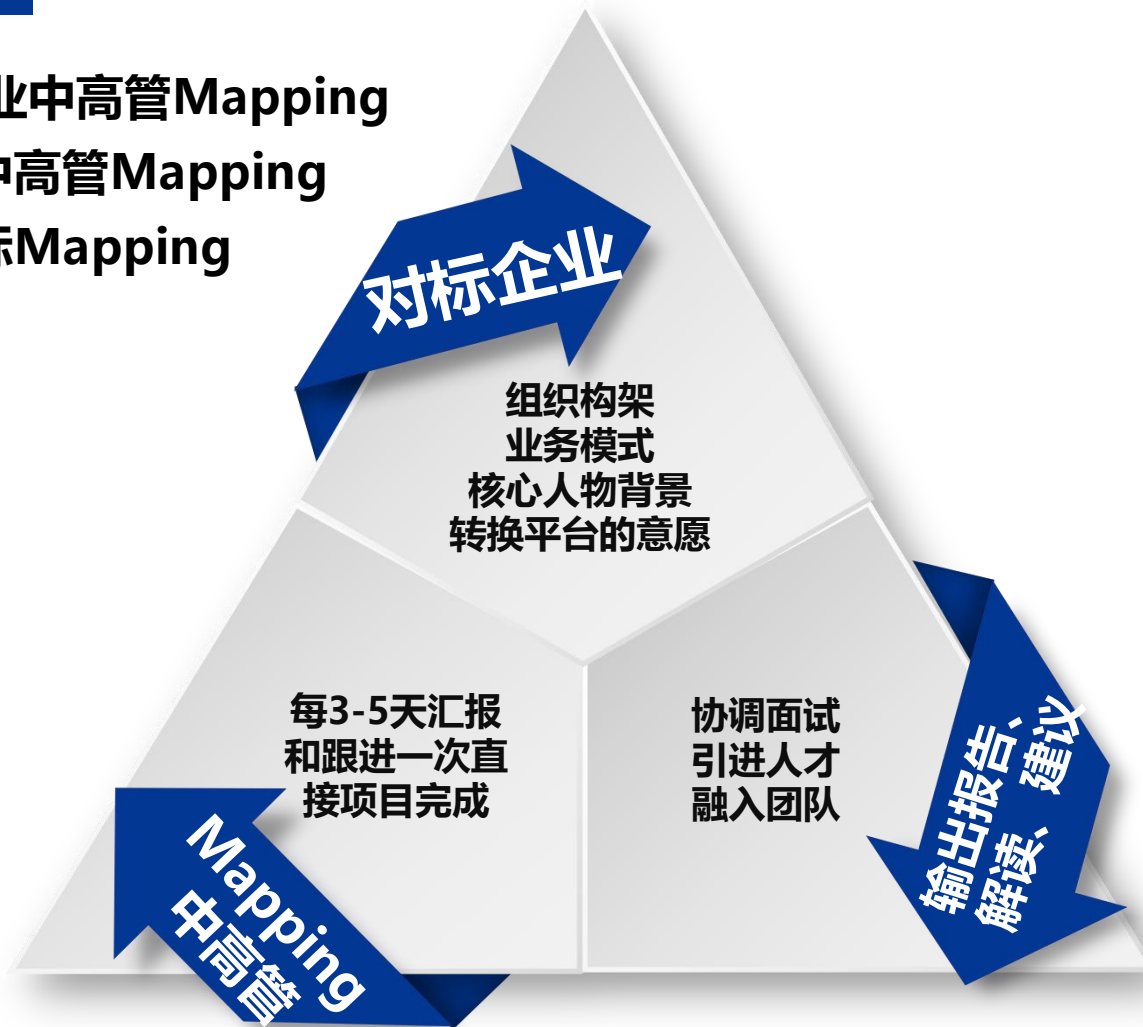 业中高管Mapping
中高管Mapping
标Mapping
对标企业
组织构架
业务模式
核心人物背景
转换平台的意愿
每3-5天汇报
和跟进一次直
接项目完成
协调面试
引进人才
融入团队
输出报告、
解读、建议
Mapping
中高管